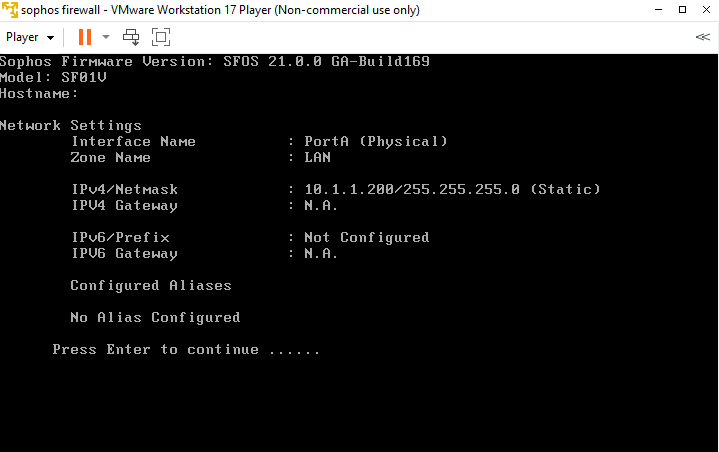 sophos firewall - VMware Workstation 17 Player (Non-commercial use only)
Player
Sophos Firmware Version: SFOS 21.0.0 GA-Build169
Model: SF01V
Hostname:
Network Settings
Interface Name : PortA (Physical)
Zone Name : LAN
IPv4/Netmask : 10.1.1.200/255.255.255.0 (Static)
IPV4 Gateway : N.A.
IPv6/Prefix : Not Configured
IPV6 Gateway : N.A.
Configured Aliases
No Alias Configured
Press Enter to continue ......